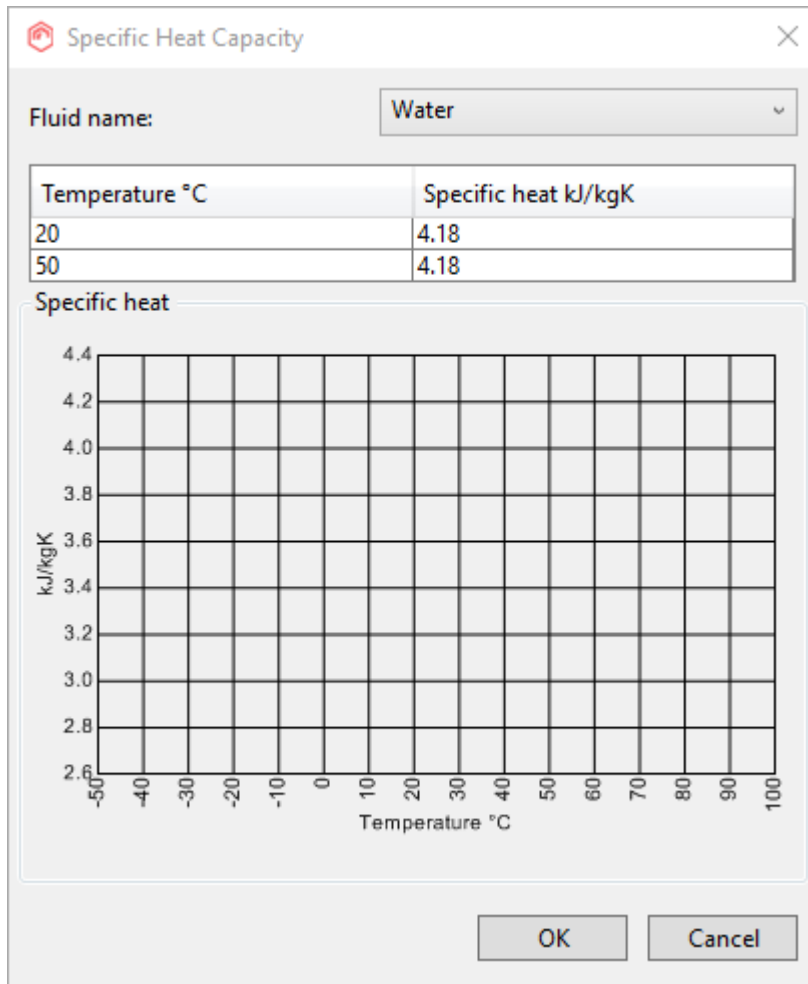 Specific Heat Capacity
Fluid name:
Water
Temperature °C Specific heat kJ/kgK
20 4.18
50 4.18
Specific heat
4.4
4.2
4.0
3.8
3.6
3.4
3.2
3.0
2.8
2.6
kJ/kgK
-50 -40 -30 -20 -10 0 10 20 30 40 50 60 70 80 90 100
Temperature °C
OK Cancel